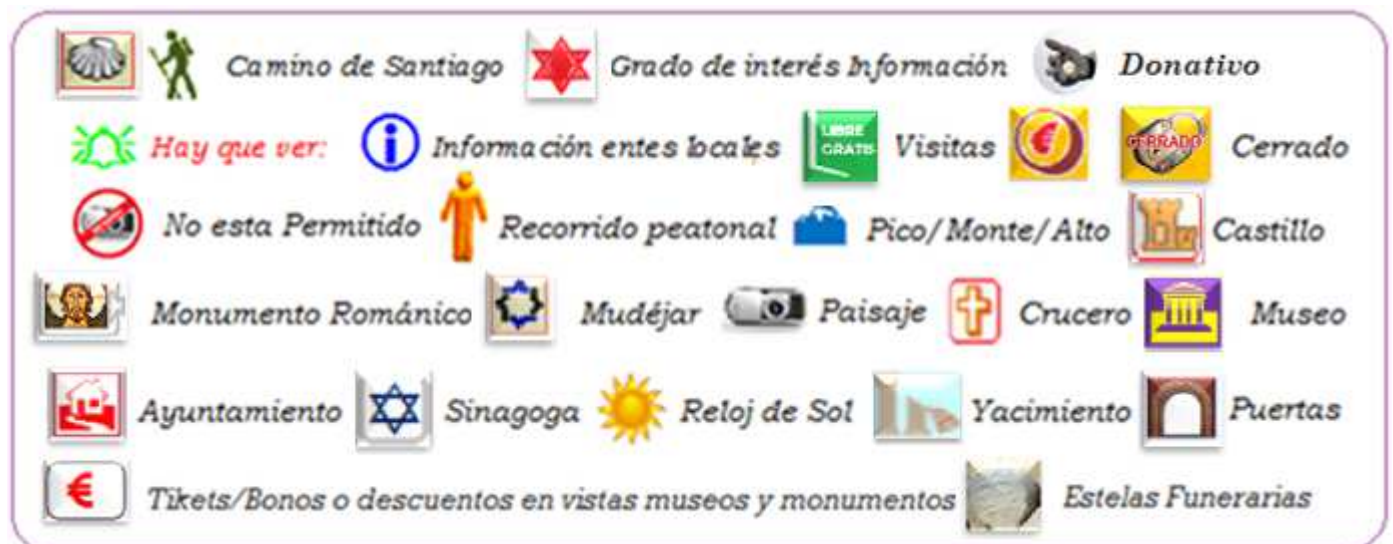 Camino de Santiago Grado de interés Información Donativo
Hay que ver: i Información entes locales LIBRE GRATIS Visitas € CERRADO Cerrado
No esta Permitido Recorrido peatonal Pico/Monte/Alto Castillo
Monumento Románico Mudéjar Paisaje Crucero Museo
Ayuntamiento Sinagoga Reloj de Sol Yacimiento Puertas
€ Tikets/Bonos o descuentos en vistas museos y monumentos Estelas Funerarias